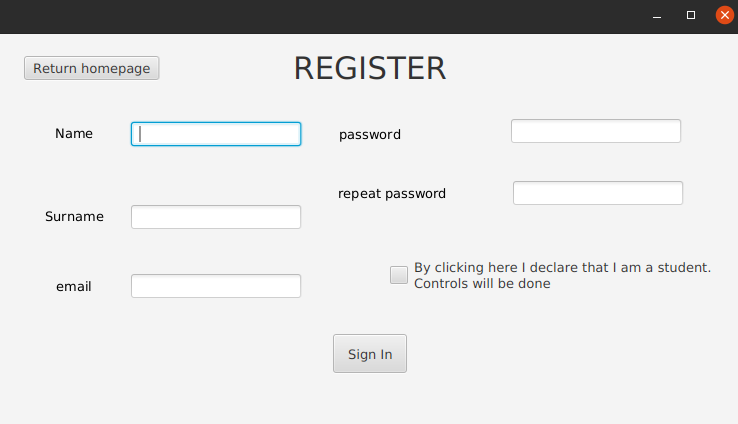 Return homepage
REGISTER
Name
password
repeat password
Surname
By clicking here I declare that I am a student.
Controls will be done
email
Sign In